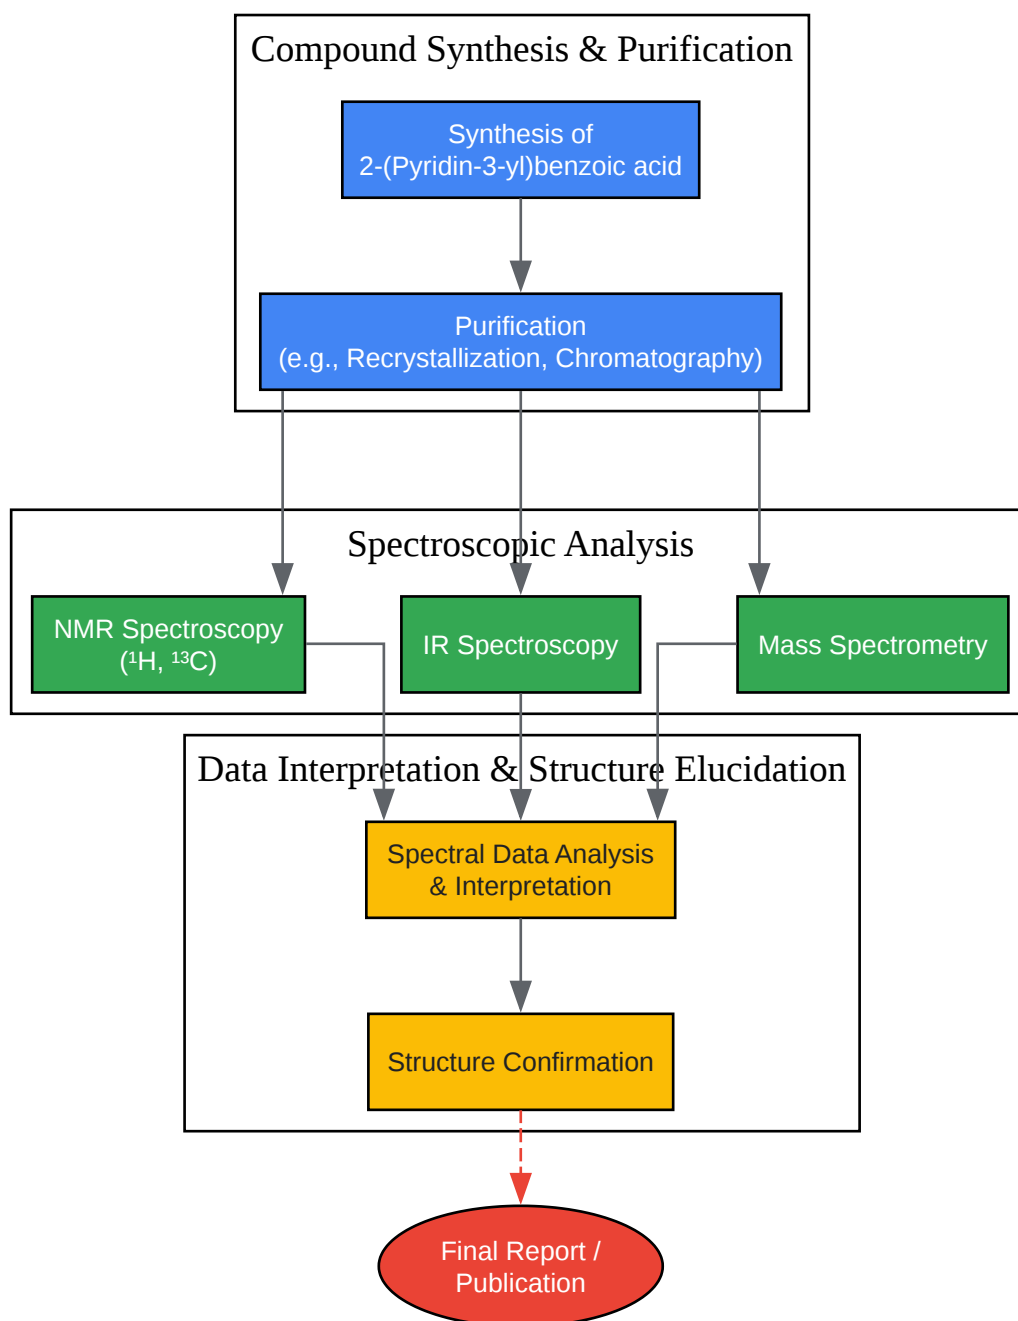 Compound Synthesis & Purification
Synthesis of
2-(Pyridin-3-yl)benzoic acid
Purification
(e.g., Recrystallization, Chromatography)
Spectroscopic Analysis
NMR Spectroscopy
(¹H, ¹³C)
IR Spectroscopy
Mass Spectrometry
Data Interpretation & Structure Elucidation
Spectral Data Analysis
& Interpretation
Structure Confirmation
Final Report /
Publication